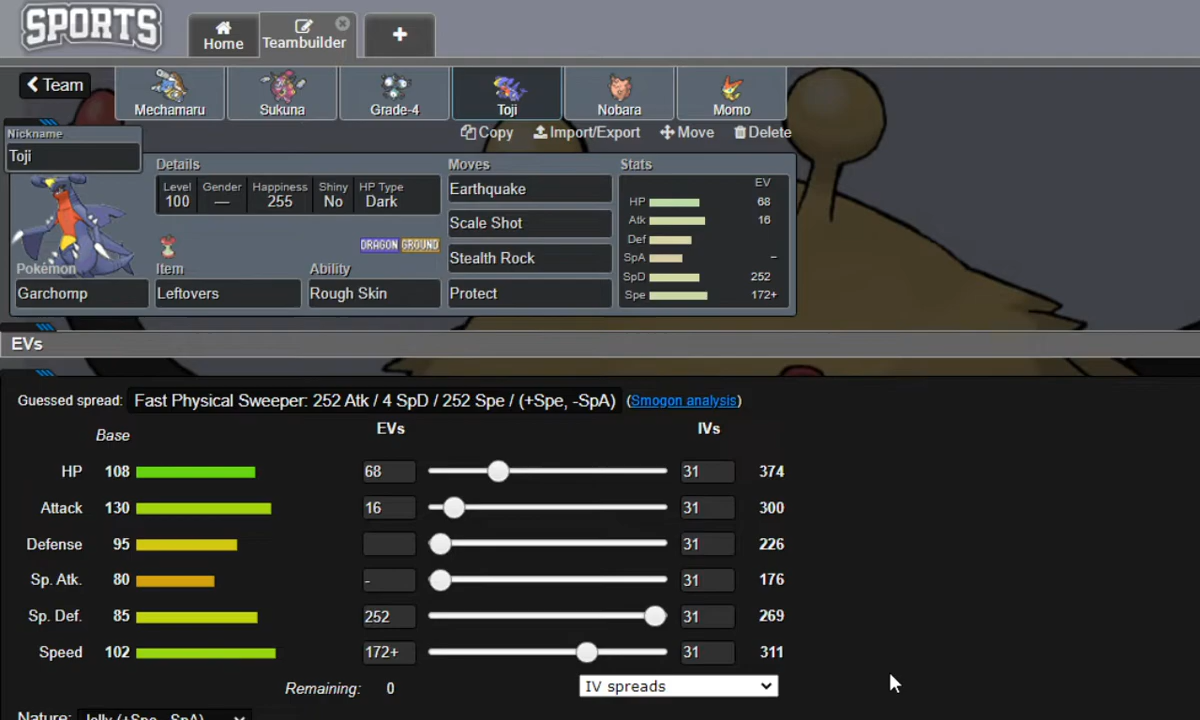 SPORTS
Home
Teambuilder
+
Team
Mechamaru
Sukuna
Grade-4
Toji
Nobara
Momo
Copy
Import/Export
Move
Delete
Nickname
Toji
Details
Moves
Stats
Level
Gender
Happiness
Shiny
HP Type
100
—
255
No
Dark
Earthquake
Scale Shot
Stealth Rock
Protect
EV
HP 68
Atk 16
Def
SpA –
SpD 252
Spe 172+
DRAGON GROUND
Pokémon
Item
Ability
Garchomp
Leftovers
Rough Skin
EVs
Guessed spread: Fast Physical Sweeper: 252 Atk / 4 SpD / 252 Spe / (+Spe, -SpA) (Smogon analysis)
Base EVs IVs
HP 108 68 31 374
Attack 130 16 31 300
Defense 95 31 226
Sp. Atk. 80 - 31 176
Sp. Def. 85 252 31 269
Speed 102 172+ 31 311
Remaining: 0 IV spreads
Nature: Jolly (+Spe, -SpA)